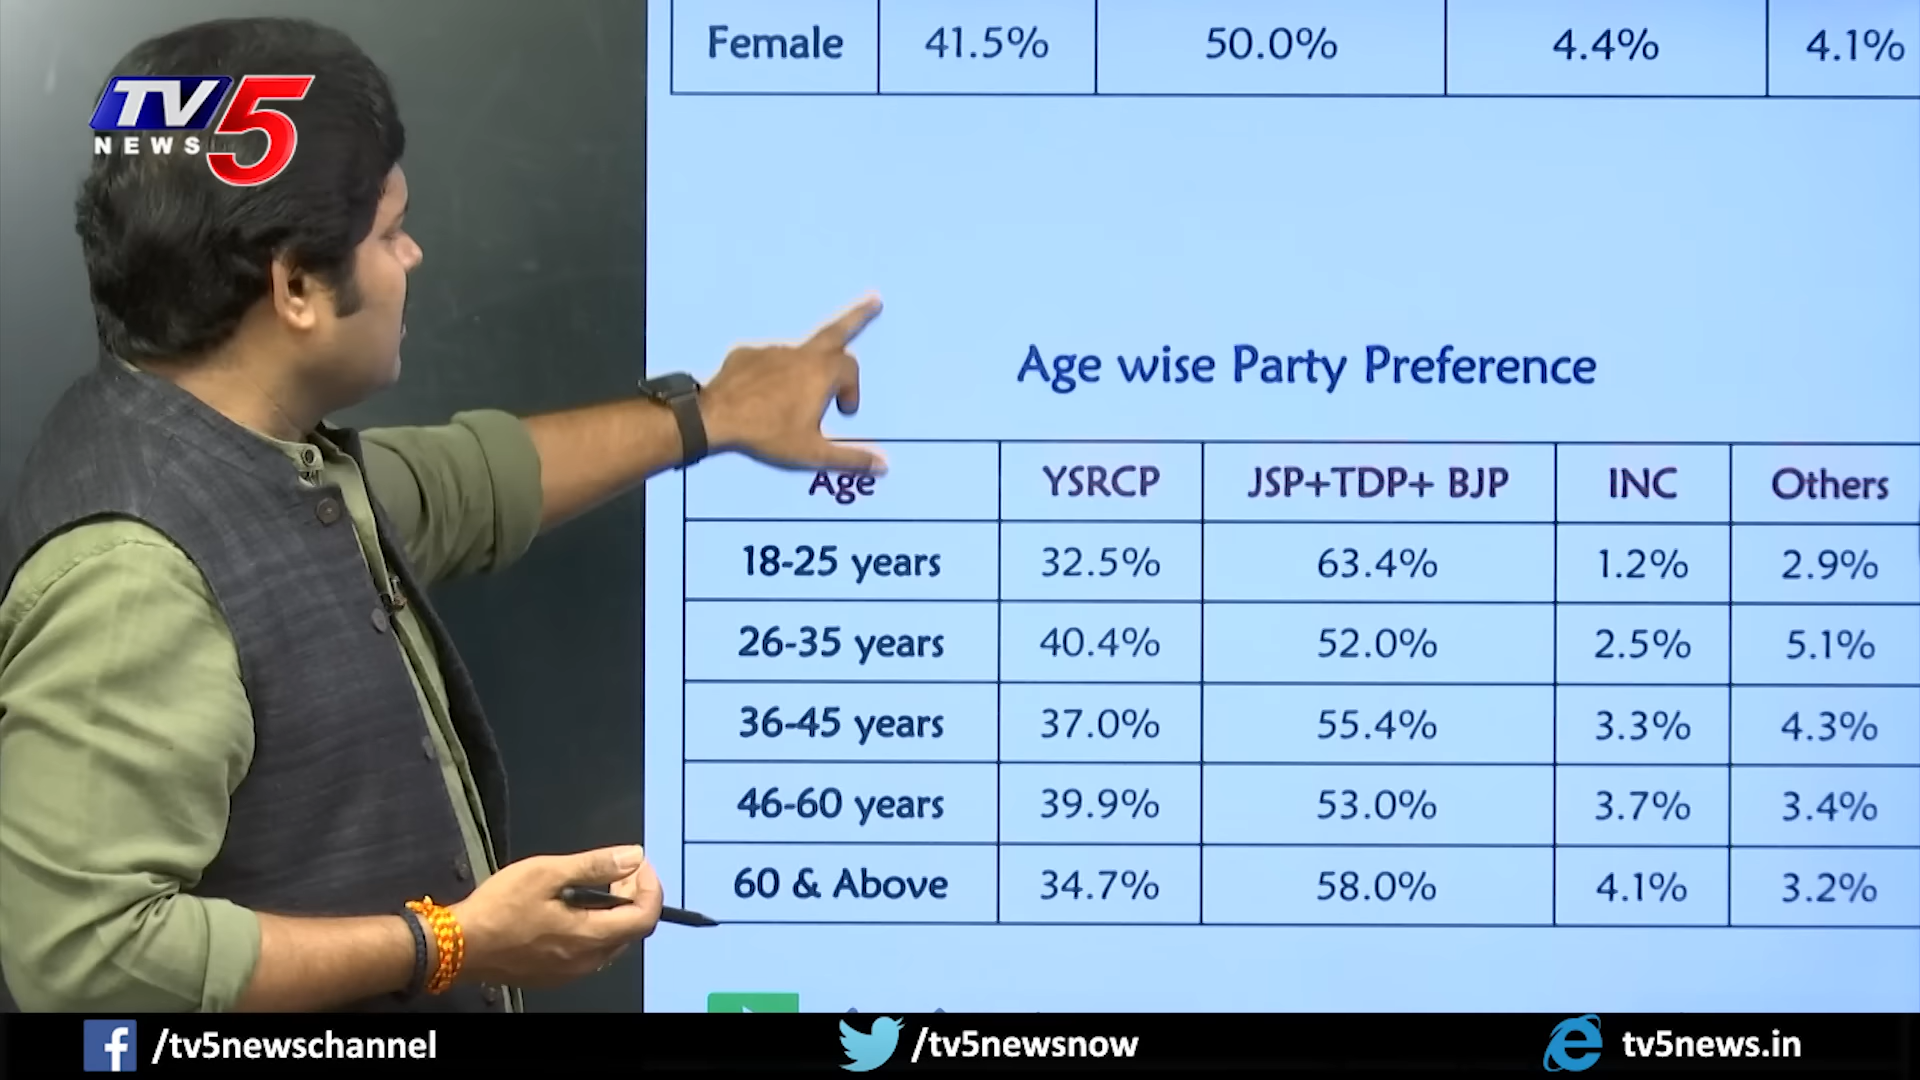 TV5
NEWS
Female 41.5% 50.0% 4.4% 4.1%
Age wise Party Preference
Age YSRCP JSP+TDP+ BJP INC Others
18-25 years 32.5% 63.4% 1.2% 2.9%
26-35 years 40.4% 52.0% 2.5% 5.1%
36-45 years 37.0% 55.4% 3.3% 4.3%
46-60 years 39.9% 53.0% 3.7% 3.4%
60 & Above 34.7% 58.0% 4.1% 3.2%
/tv5newschannel /tv5newsnow tv5news.in